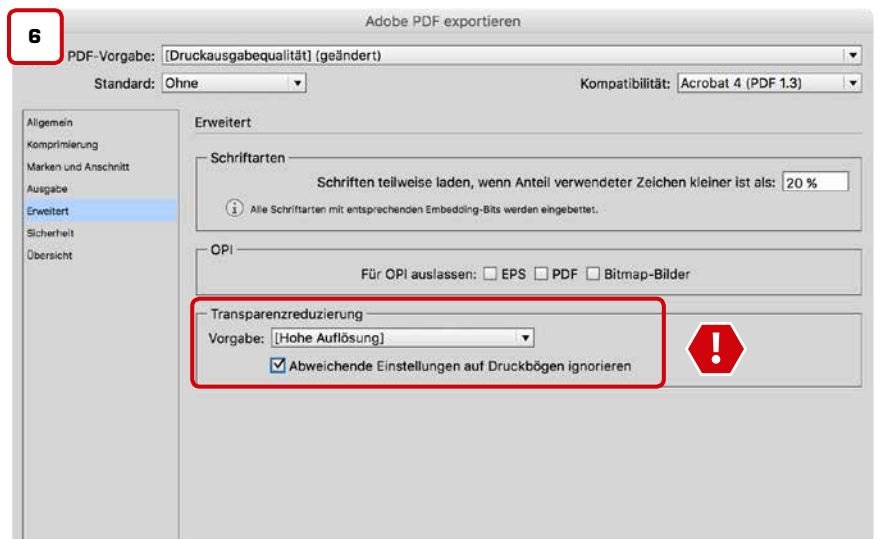 6
Adobe PDF exportieren
PDF-Vorgabe: [Druckausgabequalität] (geändert)
Standard: Ohne
Kompatibilität: Acrobat 4 (PDF 1.3)
Allgemein
Komprimierung
Marken und Anschnitt
Ausgabe
Erweitert
Sicherheit
Übersicht
Erweitert
Schriftarten
Schriften teilweise laden, wenn Anteil verwendeter Zeichen kleiner ist als: 20 %
i Alle Schriftarten mit entsprechenden Embedding-Bits werden eingebettet.
OPI
Für OPI auslassen: EPS PDF Bitmap-Bilder
Transparenzreduzierung
Vorgabe: [Hohe Auflösung]
Abweichende Einstellungen auf Druckbögen ignorieren
!